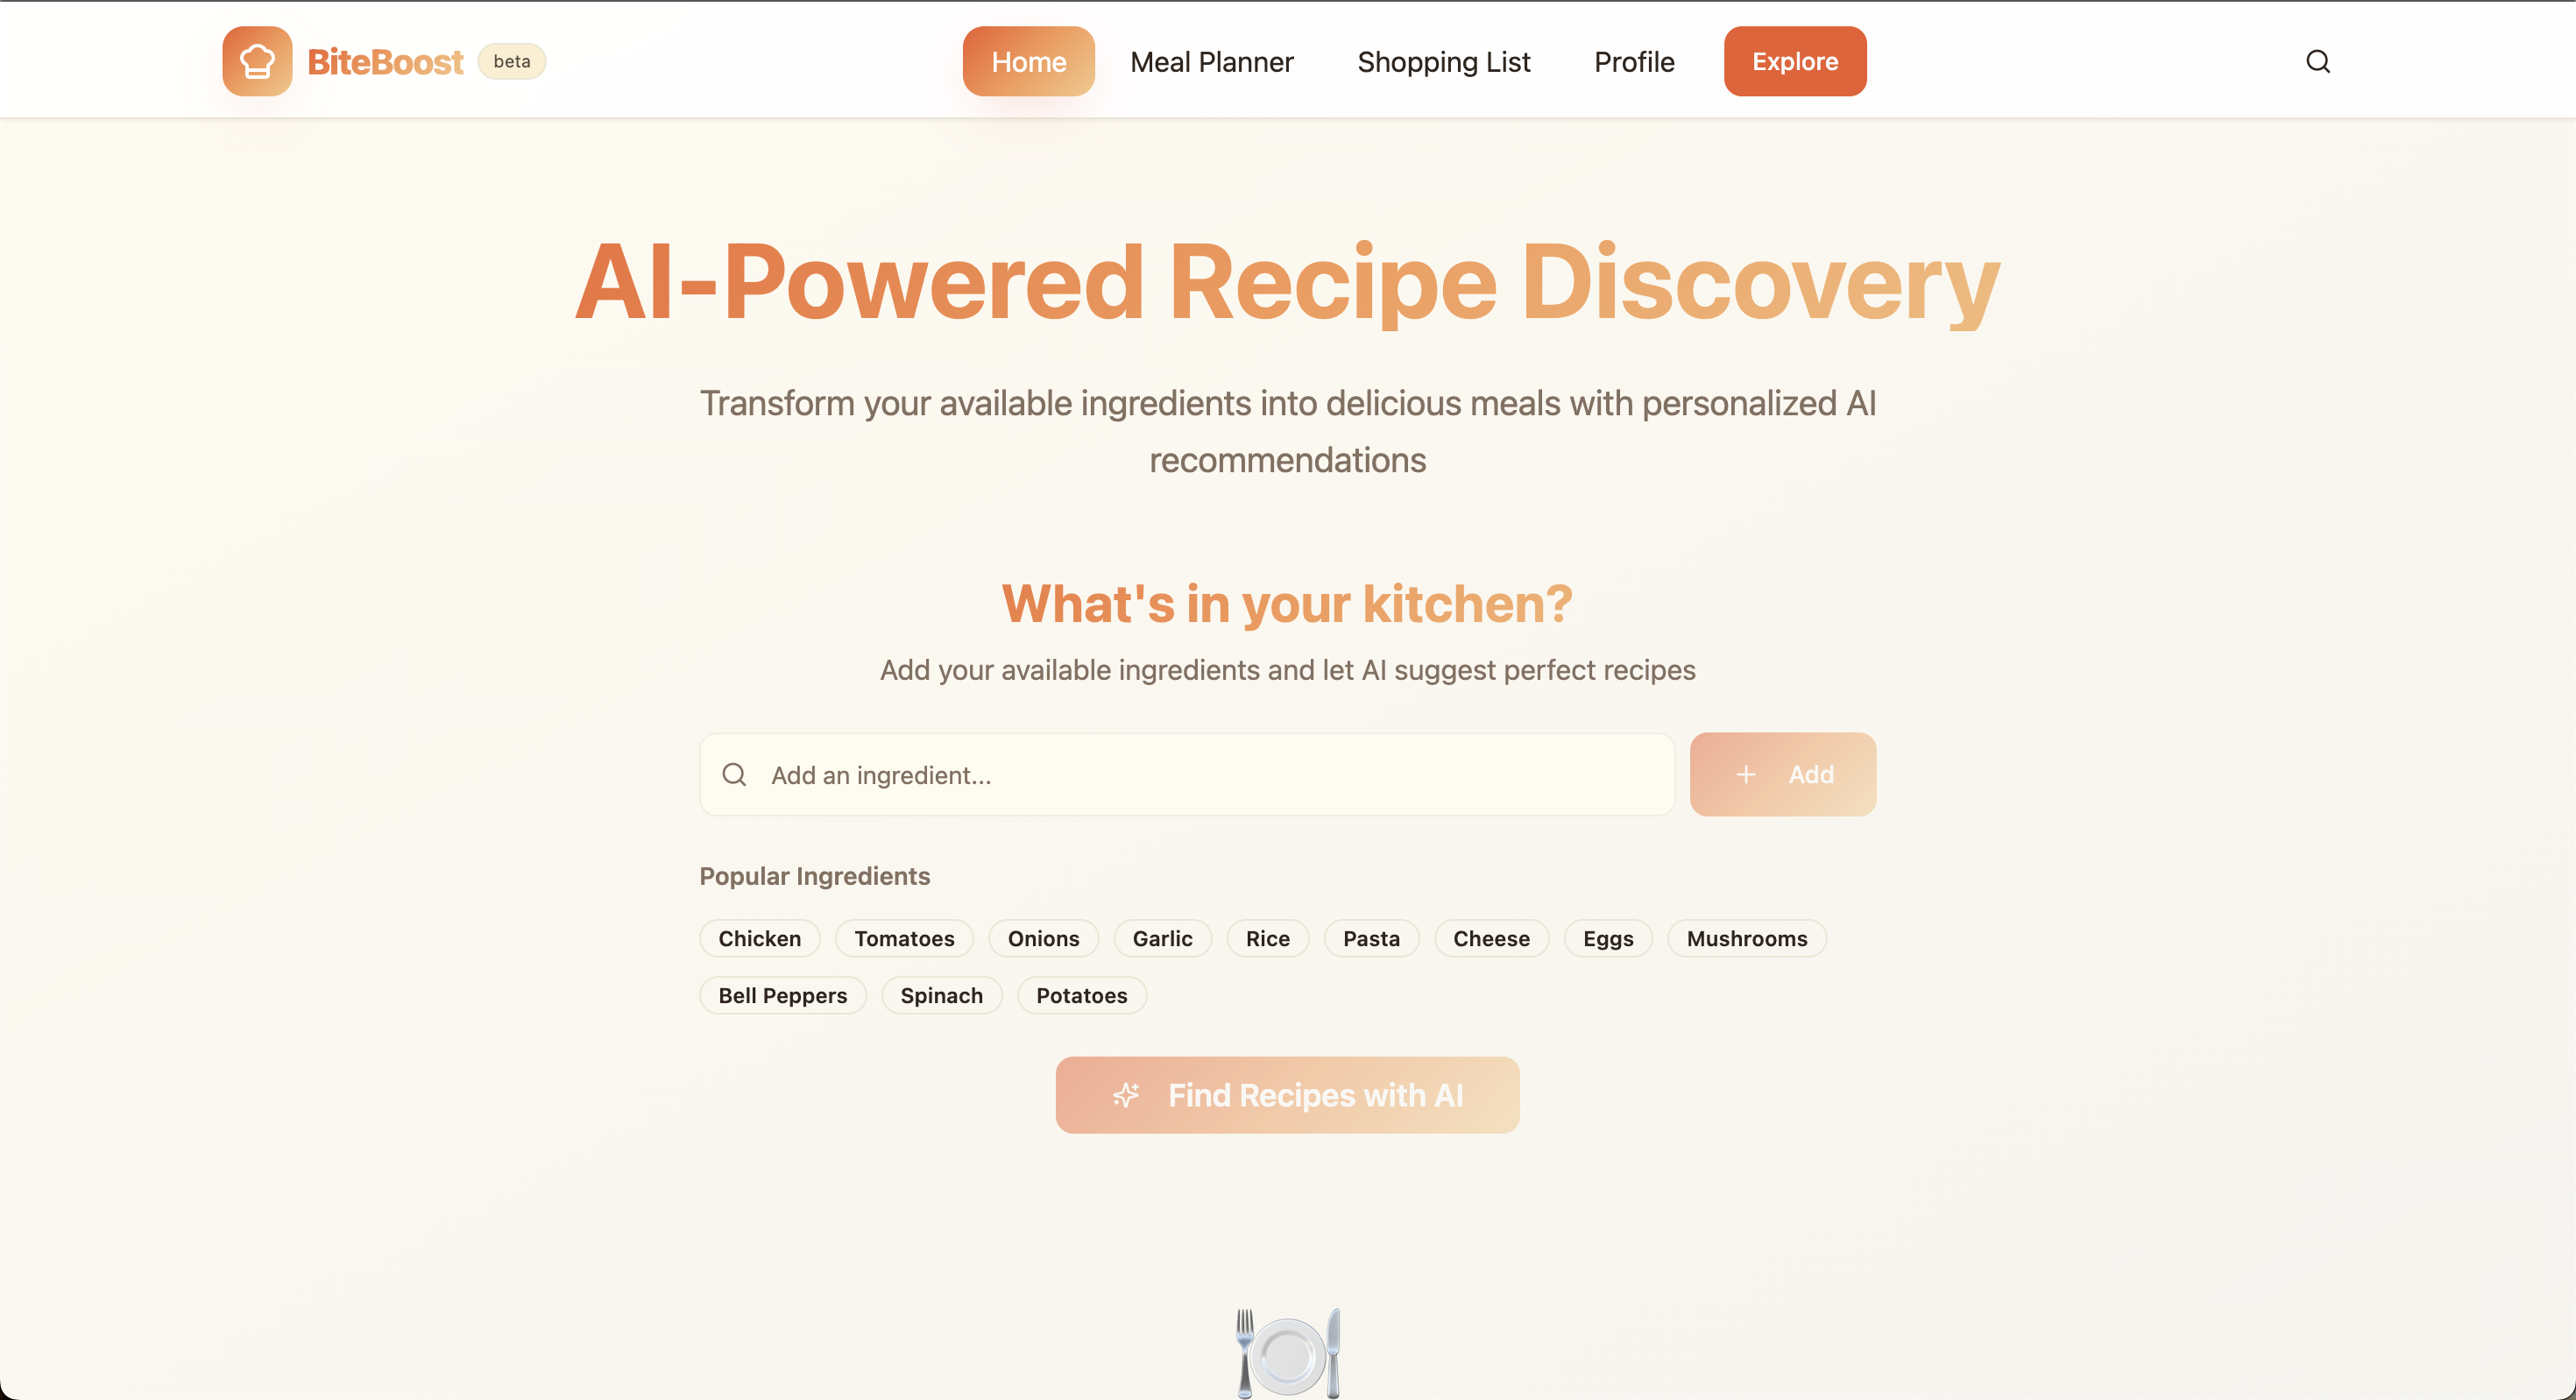 BiteBoost beta Home Meal Planner Shopping List Profile Explore
AI-Powered Recipe Discovery
Transform your available ingredients into delicious meals with personalized AI
recommendations
What's in your kitchen?
Add your available ingredients and let AI suggest perfect recipes
Add an ingredient... Add
Popular Ingredients
Chicken Tomatoes Onions Garlic Rice Pasta Cheese Eggs Mushrooms
Bell Peppers Spinach Potatoes
Find Recipes with AI